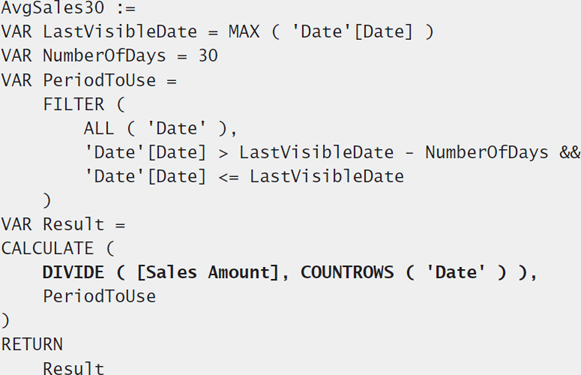 AvgSales30 :=
VAR LastVisibleDate = MAX ( 'Date'[Date] )
VAR NumberOfDays = 30
VAR PeriodToUse =
    FILTER (
        ALL ( 'Date' ),
        'Date'[Date] > LastVisibleDate - NumberOfDays &&
        'Date'[Date] <= LastVisibleDate
    )
VAR Result =
CALCULATE (
    DIVIDE ( [Sales Amount], COUNTROWS ( 'Date' ) ),
    PeriodToUse
)
RETURN
    Result